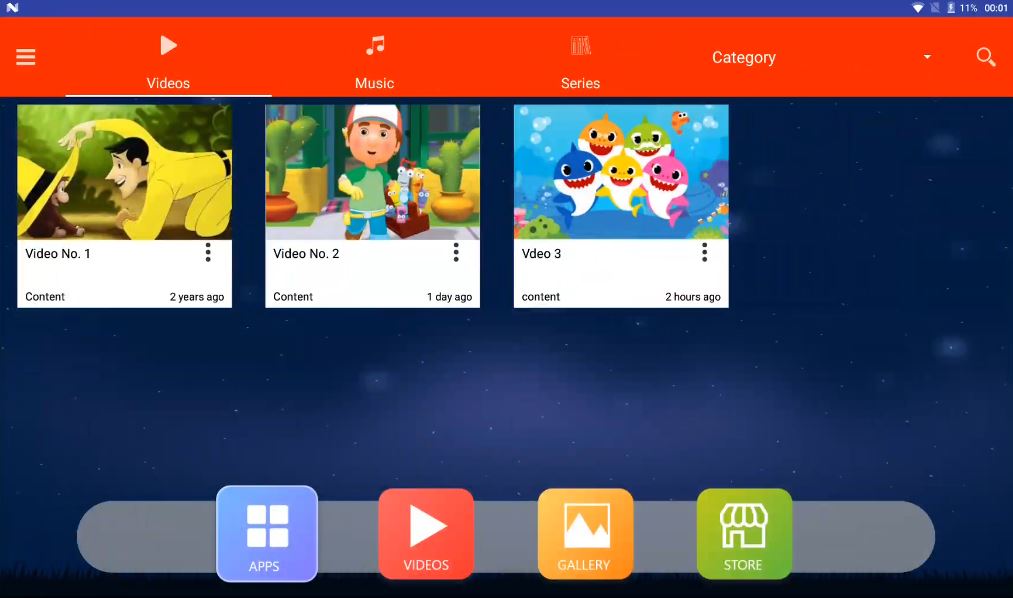 11% 00:01
Videos
Music
Series
Category
Video No. 1
Content 2 years ago
Video No. 2
Content 1 day ago
Vdeo 3
content 2 hours ago
APPS
VIDEOS
GALLERY
STORE